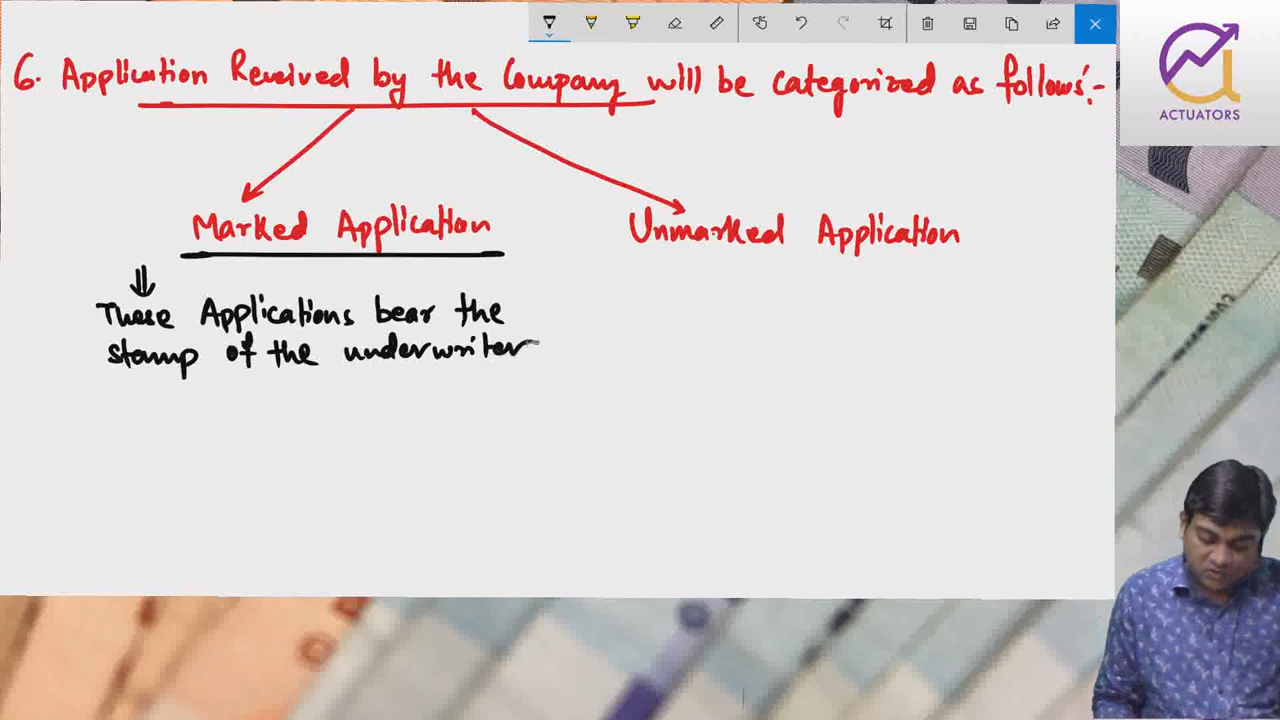 6. Application Received by the Company will be categorized as follows:-
ACTUATORS
Marked Application
Unmarked Application
These Applications bear the
stamp of the underwriter